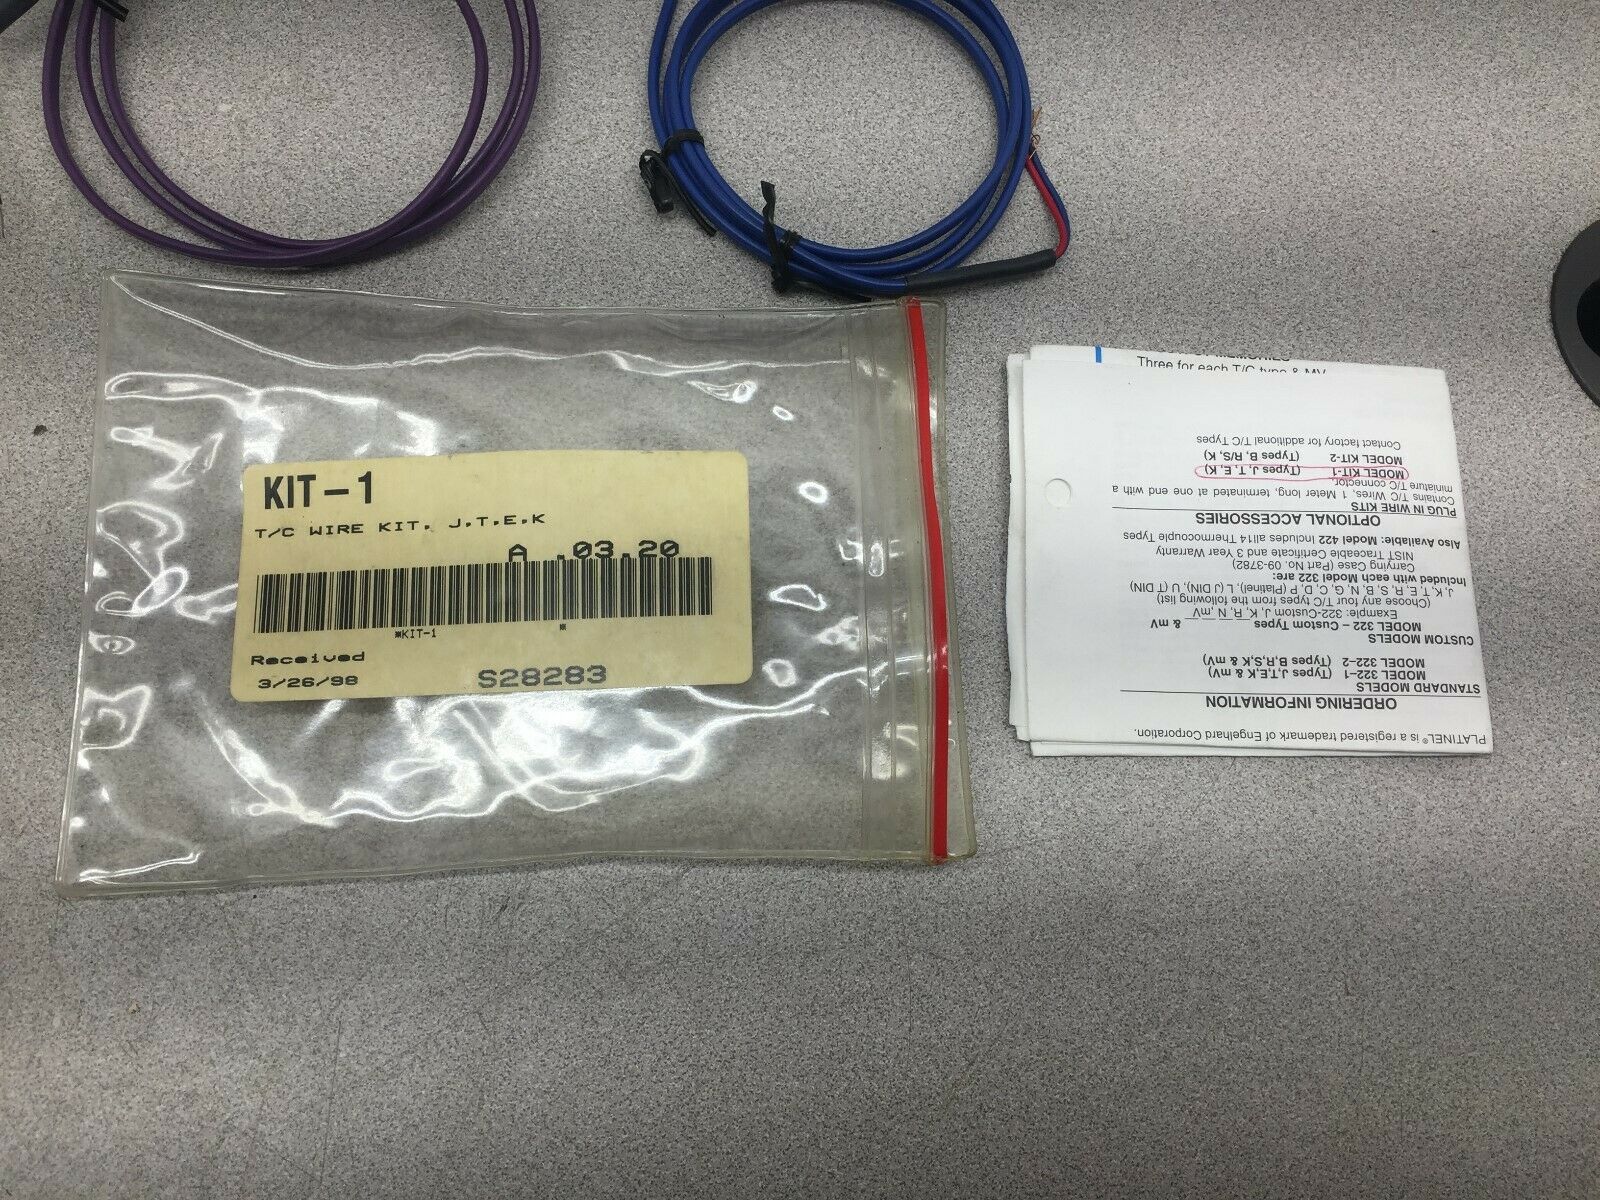 KIT-1
T/C WIRE KIT. J.T.E.K
A .03.20
*KIT-1 *
Received
3/26/98 S28283
Three for each T/C type & MV
PLATINEL® is a registered trademark of Engelhard Corporation.
ORDERING INFORMATION
STANDARD MODELS
MODEL 322-1 (Types J,T,E,K & mV)
MODEL 322-2 (Types B,R,S,K & mV)
CUSTOM MODELS
MODEL 322 – Custom Types __ __ __ __ & mV
Example: 322-Custom J, K, R, N ,mV
(Choose any four T/C types from the following list)
J, K, T, E, R, S, B, N, G, C, D, P (Platinel), L (J DIN), U (T DIN)
Included with each Model 322 are:
Carrying Case (Part No. 09-3782)
NIST Traceable Certificate and 3 Year Warranty
Also Available: Model 422 includes all14 Thermocouple Types
OPTIONAL ACCESSORIES
PLUG IN WIRE KITS
Contains T/C Wires, 1 Meter long, terminated at one end with a
miniature T/C connector.
MODEL KIT-1 (Types J, T, E, K)
MODEL KIT-2 (Types B, R/S, K)
Contact factory for additional T/C Types